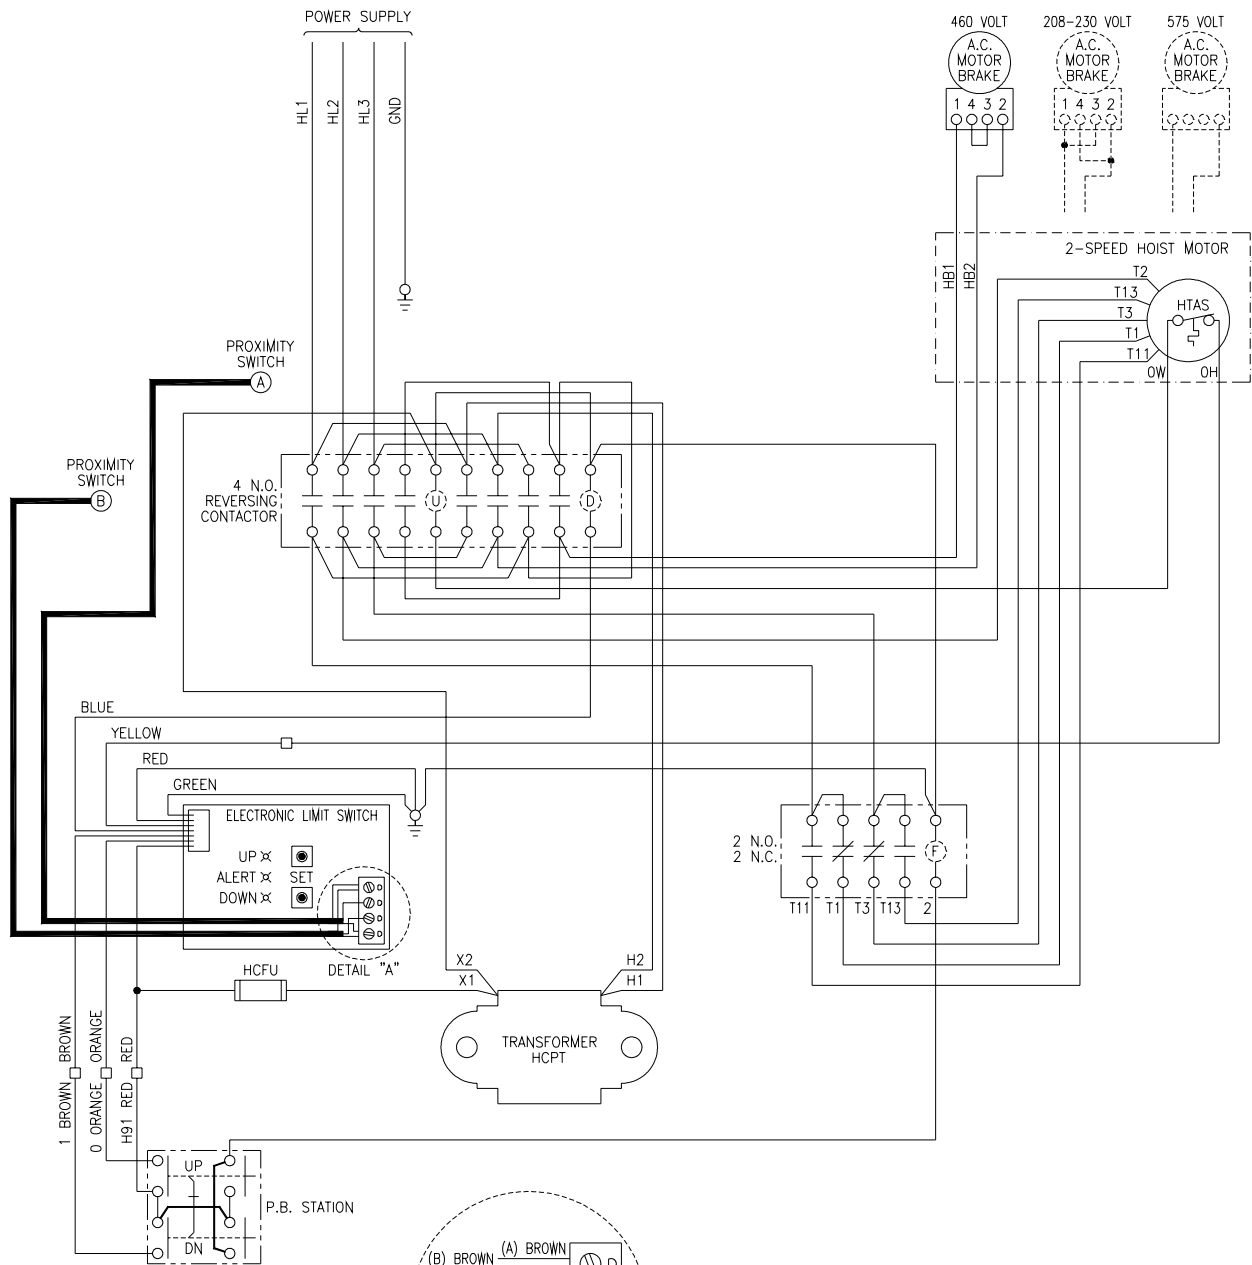 POWER SUPPLY
HL1
HL2
HL3
GND
460 VOLT
A.C.
MOTOR
BRAKE
1 4 3 2
208-230 VOLT
A.C.
MOTOR
BRAKE
1 4 3 2
575 VOLT
A.C.
MOTOR
BRAKE
HB1
HB2
2-SPEED HOIST MOTOR
T2
T13
T3
T1
T11
HTAS
OW
OH
PROXIMITY
SWITCH
A
PROXIMITY
SWITCH
B
4 N.O.
REVERSING
CONTACTOR
U
D
BLUE
YELLOW
RED
GREEN
ELECTRONIC LIMIT SWITCH
UP
ALERT
SET
DOWN
DETAIL "A"
2 N.O.
2 N.C.
F
T11
T1
T3
T13
2
X2
X1
H2
H1
HCFU
TRANSFORMER
HCPT
BROWN
ORANGE
RED
1 BROWN
0 ORANGE
H91 RED
UP
DN
P.B. STATION
(B) BROWN
(A) BROWN
D